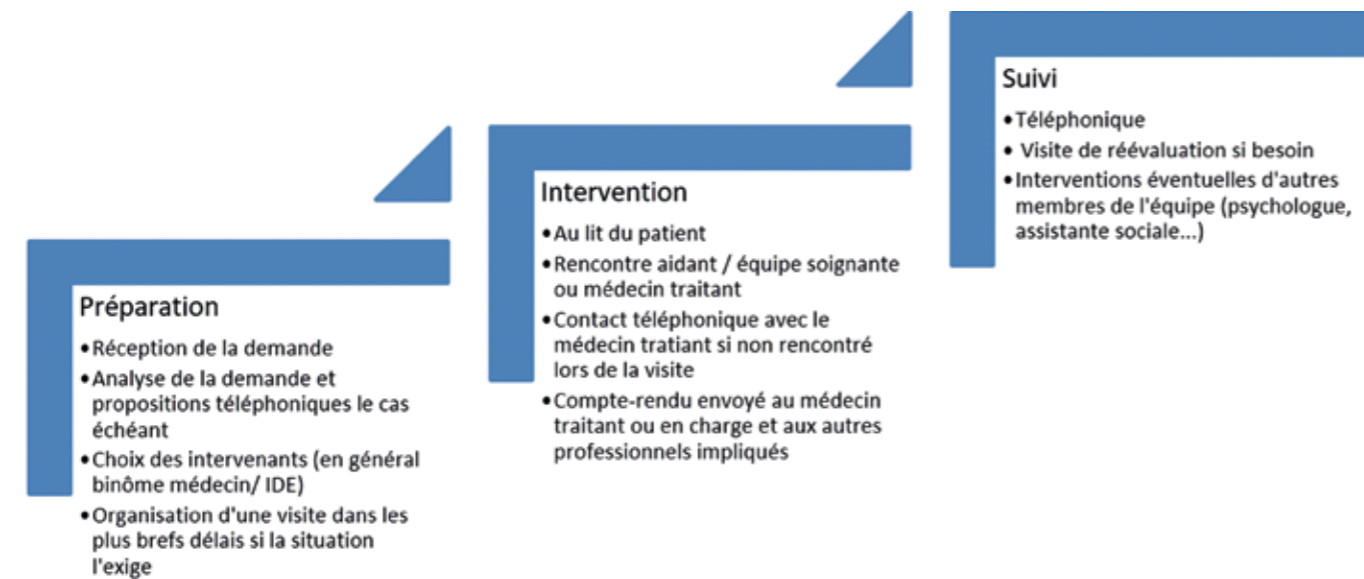 Préparation
•Réception de la demande
•Analyse de la demande et
propositions téléphoniques le cas
échéant
•Choix des intervenants (en général
binôme médecin/ IDE)
•Organisation d'une visite dans les
plus brefs délais si la situation
l'exige
Intervention
•Au lit du patient
•Rencontre aidant / équipe soignante
ou médecin traitant
•Contact téléphonique avec le
médecin tratiant si non rencontré
lors de la visite
•Compte-rendu envoyé au médecin
traitant ou en charge et aux autres
professionnels impliqués
Suivi
•Téléphonique
• Visite de réévaluation si besoin
•Interventions éventuelles d'autres
membres de l'équipe (psychologue,
assistante sociale...)